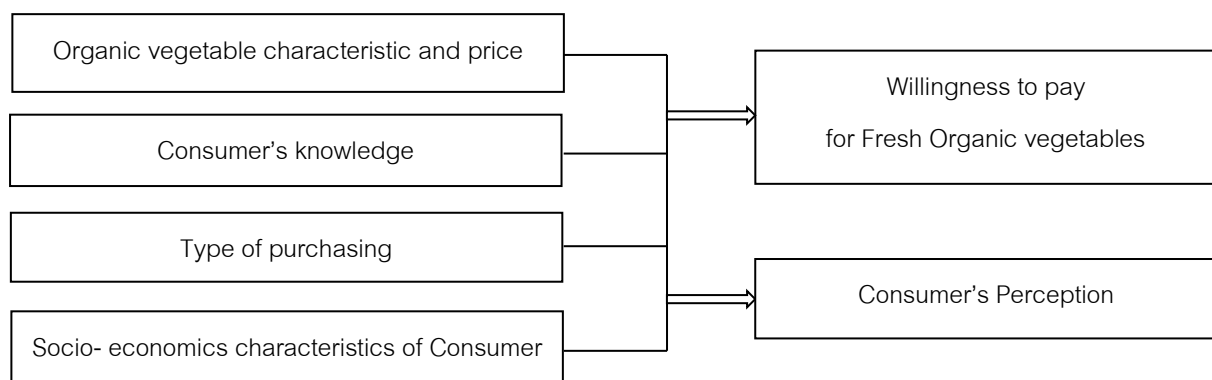 Organic vegetable characteristic and price
Consumer's knowledge
Type of purchasing
Socio- economics characteristics of Consumer
Willingness to pay
for Fresh Organic vegetables
Consumer's Perception